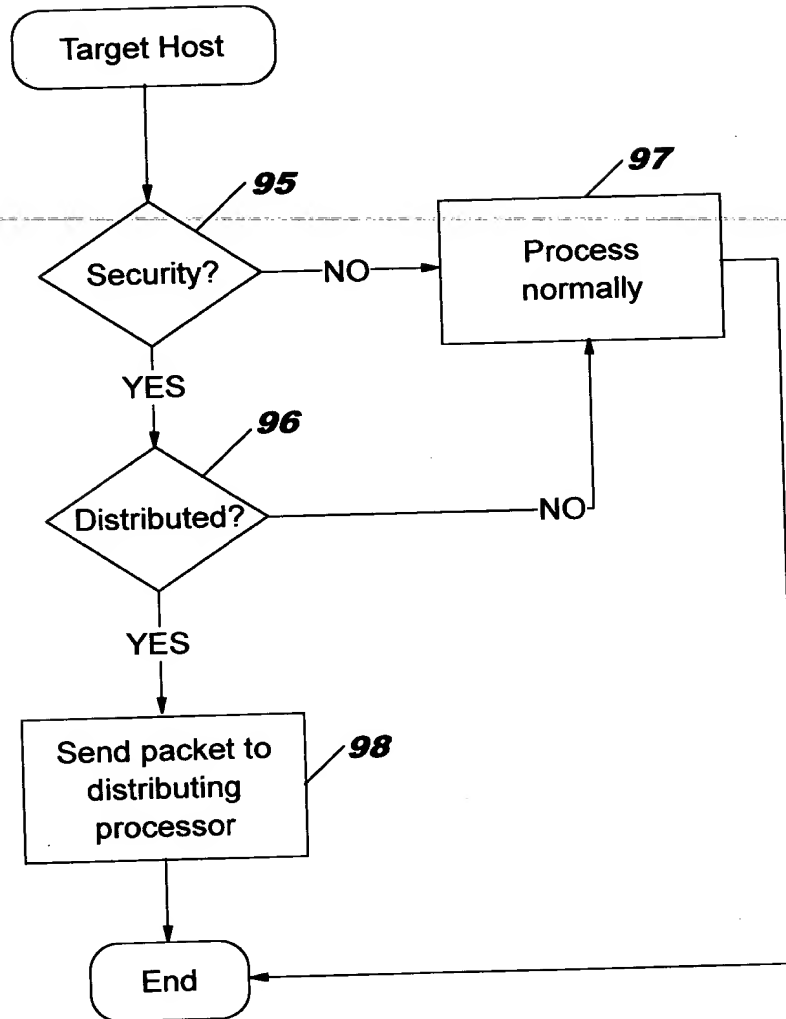 Target Host
95
97
Security?
NO
Process
normally
YES
96
Distributed?
NO
YES
Send packet to
distributing
processor
98
End